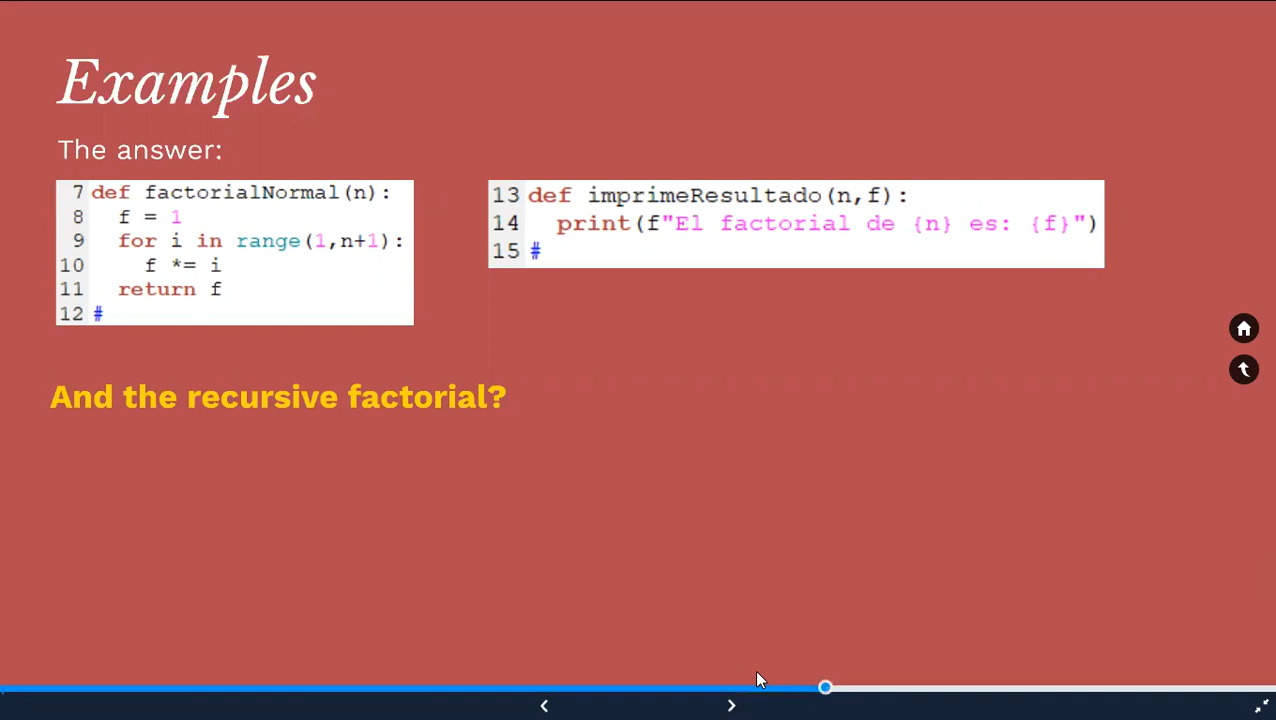 Examples
The answer:
7 def factorialNormal(n):
8 f = 1
9 for i in range(1,n+1):
10 f *= i
11 return f
12 #
13 def imprimeResultado(n,f):
14 print(f"El factorial de {n} es: {f}")
15 #
And the recursive factorial?